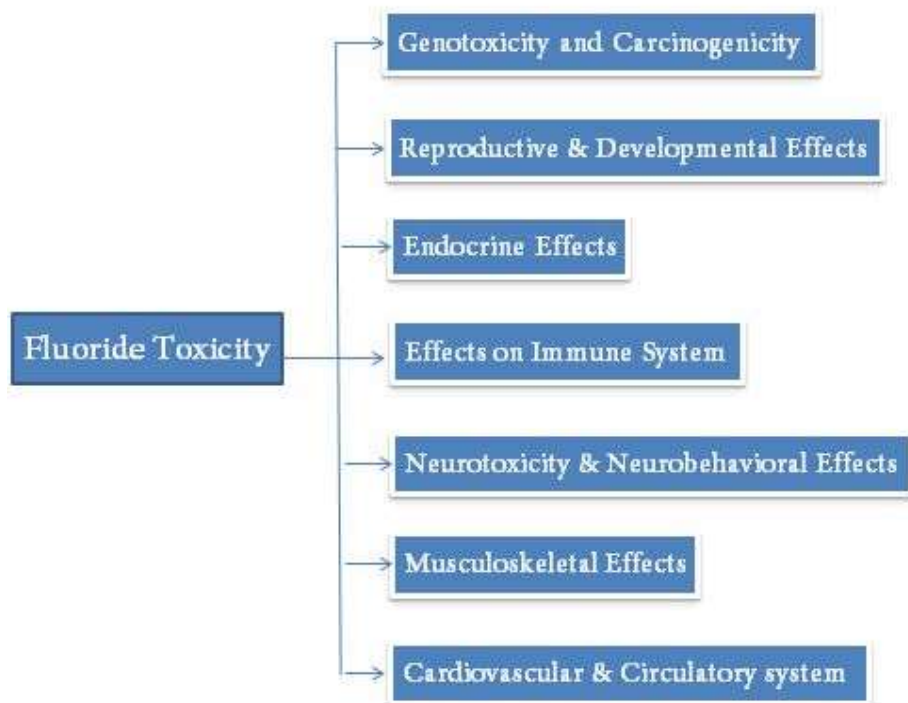 Genotoxicity and Carcinogenicity
Reproductive & Developmental Effects
Endocrine Effects
Fluoride Toxicity
Effects on Immune System
Neurotoxicity & Neurobehavioral Effects
Musculoskeletal Effects
Cardiovascular & Circulatory system